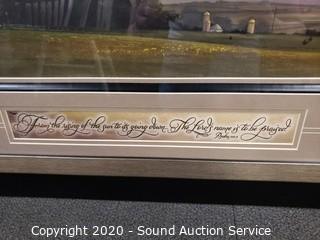 From the rising of the sun to its going down, The Lord's name is to be praised
Psalm 113:3
Copyright 2020 - Sound Auction Service